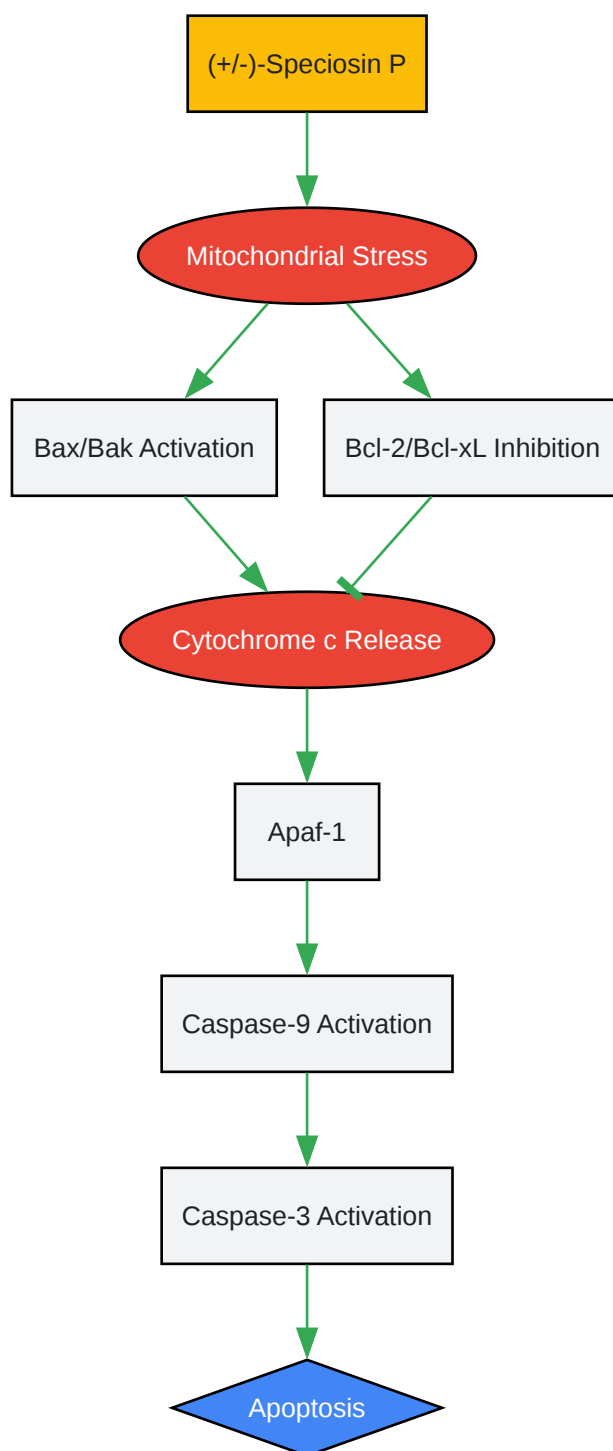 (+/-)-Speciosin P
Mitochondrial Stress
Bax/Bak Activation
Bcl-2/Bcl-xL Inhibition
Cytochrome c Release
Apaf-1
Caspase-9 Activation
Caspase-3 Activation
Apoptosis